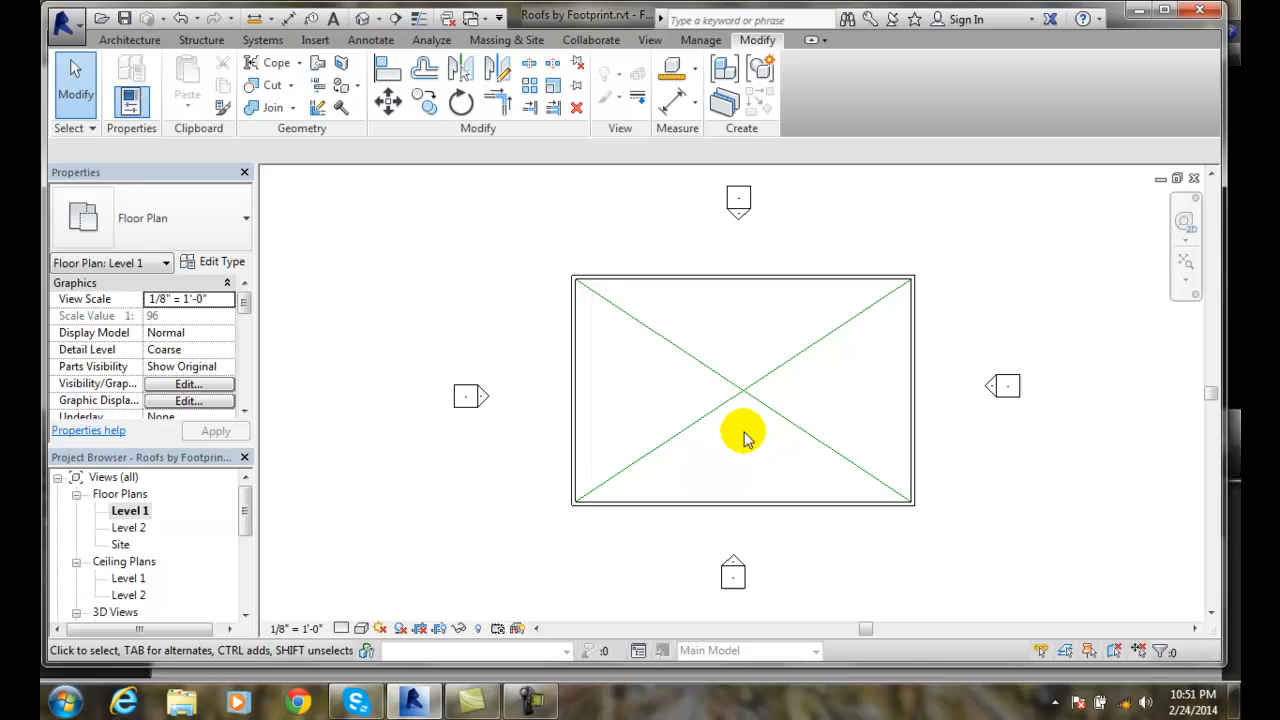 Roofs by Footprint.rvt - F...
Type a keyword or phrase
Sign In
Architecture Structure Systems Insert Annotate Analyze Massing & Site Collaborate View Manage Modify
Modify
Paste
Cope
Cut
Join
Select Properties Clipboard Geometry Modify View Measure Create
Properties
Floor Plan
Floor Plan: Level 1 Edit Type
Graphics
View Scale 1/8" = 1'-0"
Scale Value 1: 96
Display Model Normal
Detail Level Coarse
Parts Visibility Show Original
Visibility/Grap... Edit...
Graphic Displa... Edit...
Underlay None
Properties help Apply
Project Browser - Roofs by Footprin...
Views (all)
Floor Plans
Level 1
Level 2
Site
Ceiling Plans
Level 1
Level 2
3D Views
2D
1/8" = 1'-0"
Click to select, TAB for alternates, CTRL adds, SHIFT unselects
:0
Main Model
:0
10:51 PM
2/24/2014